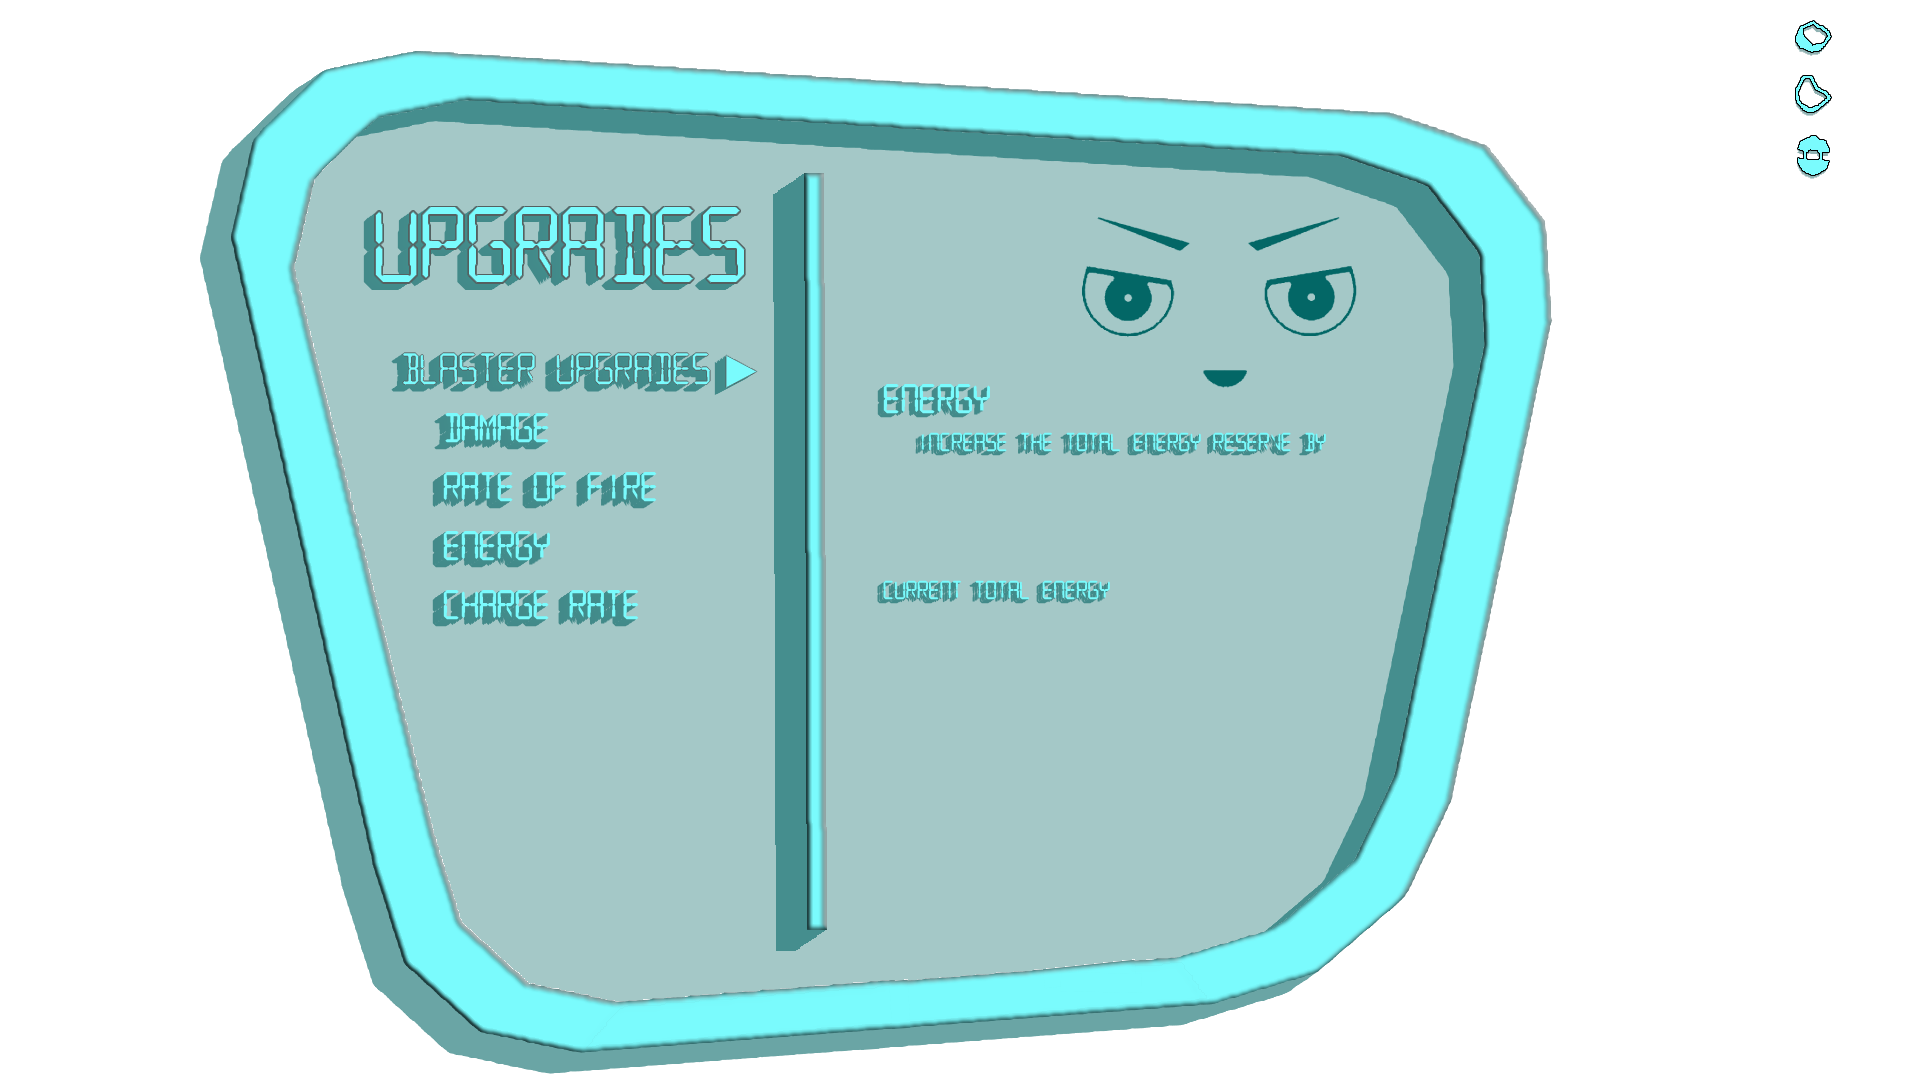 UPGRADES
BLASTER UPGRADES
DAMAGE
RATE OF FIRE
ENERGY
CHARGE RATE
ENERGY
INCREASE THE TOTAL ENERGY RESERVE BY
CURRENT TOTAL ENERGY